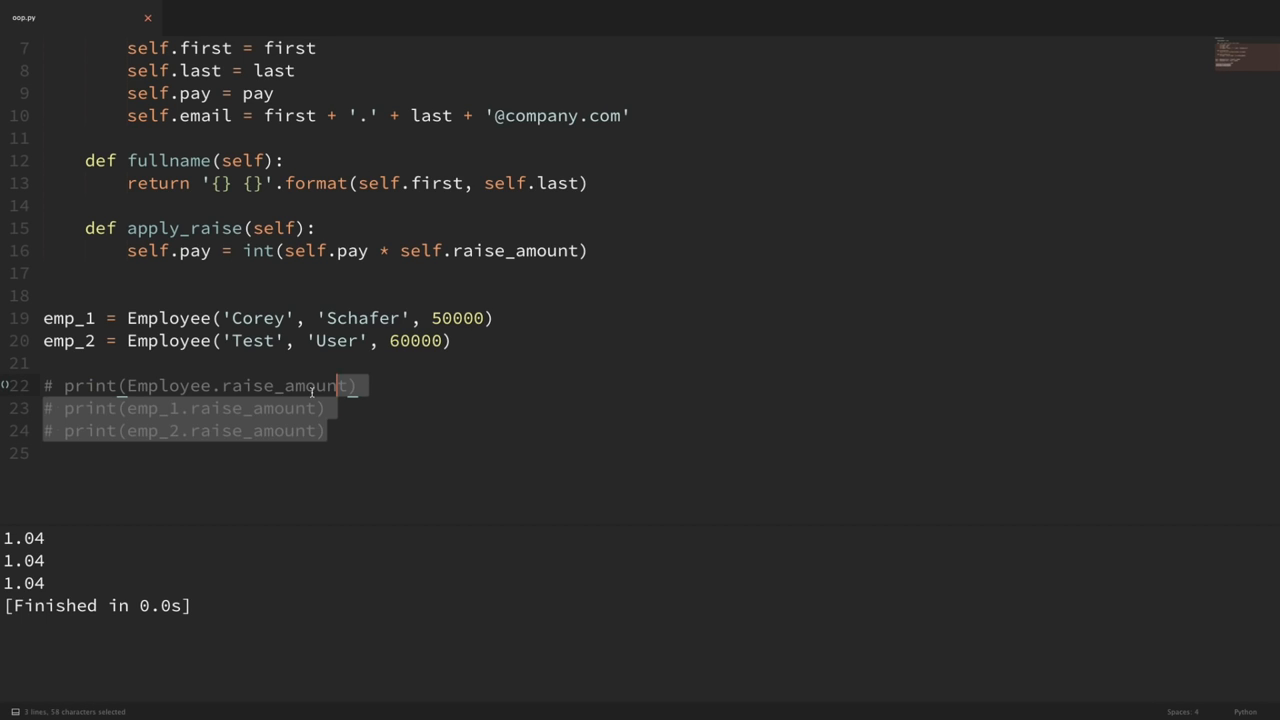 oop.py ×
7 self.first = first
8 self.last = last
9 self.pay = pay
10 self.email = first + '.' + last + '@company.com'
11
12 def fullname(self):
13 return '{} {}'.format(self.first, self.last)
14
15 def apply_raise(self):
16 self.pay = int(self.pay * self.raise_amount)
17
18
19 emp_1 = Employee('Corey', 'Schafer', 50000)
20 emp_2 = Employee('Test', 'User', 60000)
21
()22 # print(Employee.raise_amount)
23 # print(emp_1.raise_amount)
24 # print(emp_2.raise_amount)
25
1.04
1.04
1.04
[Finished in 0.0s]
3 lines, 58 characters selected Spaces: 4 Python